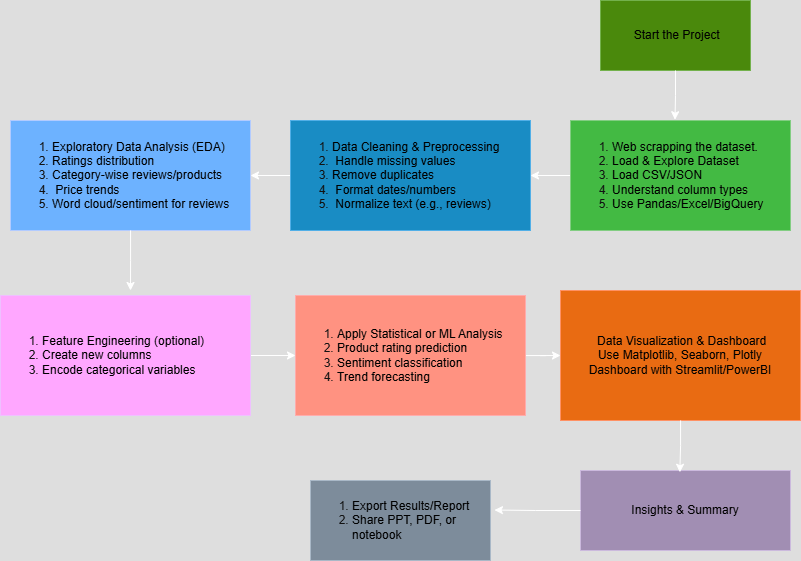 Start the Project
1. Web scrapping the dataset.
2. Load & Explore Dataset
3. Load CSV/JSON
4. Understand column types
5. Use Pandas/Excel/BigQuery
1. Data Cleaning & Preprocessing
2. Handle missing values
3. Remove duplicates
4. Format dates/numbers
5. Normalize text (e.g., reviews)
1. Exploratory Data Analysis (EDA)
2. Ratings distribution
3. Category-wise reviews/products
4. Price trends
5. Word cloud/sentiment for reviews
1. Feature Engineering (optional)
2. Create new columns
3. Encode categorical variables
1. Apply Statistical or ML Analysis
2. Product rating prediction
3. Sentiment classification
4. Trend forecasting
Data Visualization & Dashboard
Use Matplotlib, Seaborn, Plotly
Dashboard with Streamlit/PowerBI
Insights & Summary
1. Export Results/Report
2. Share PPT, PDF, or
notebook